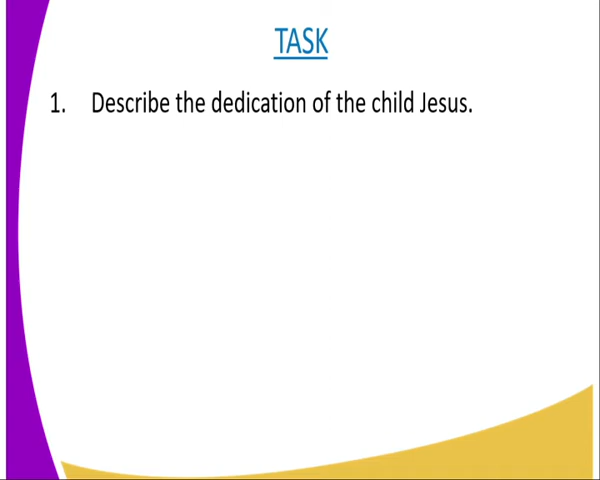 TASK
1. Describe the dedication of the child Jesus.